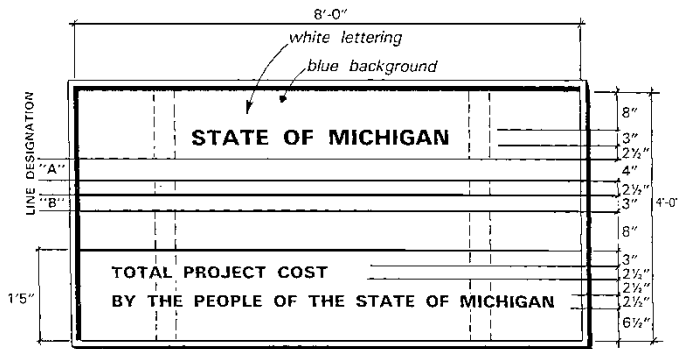 8'-0"
white lettering
blue background
STATE OF MICHIGAN
LINE DESIGNATION
"A"
"B"
8"
3"
2½"
4"
2½"
3"
8"
3"
2½"
2½"
2½"
6½"
4'-0"
1'5"
TOTAL PROJECT COST
BY THE PEOPLE OF THE STATE OF MICHIGAN